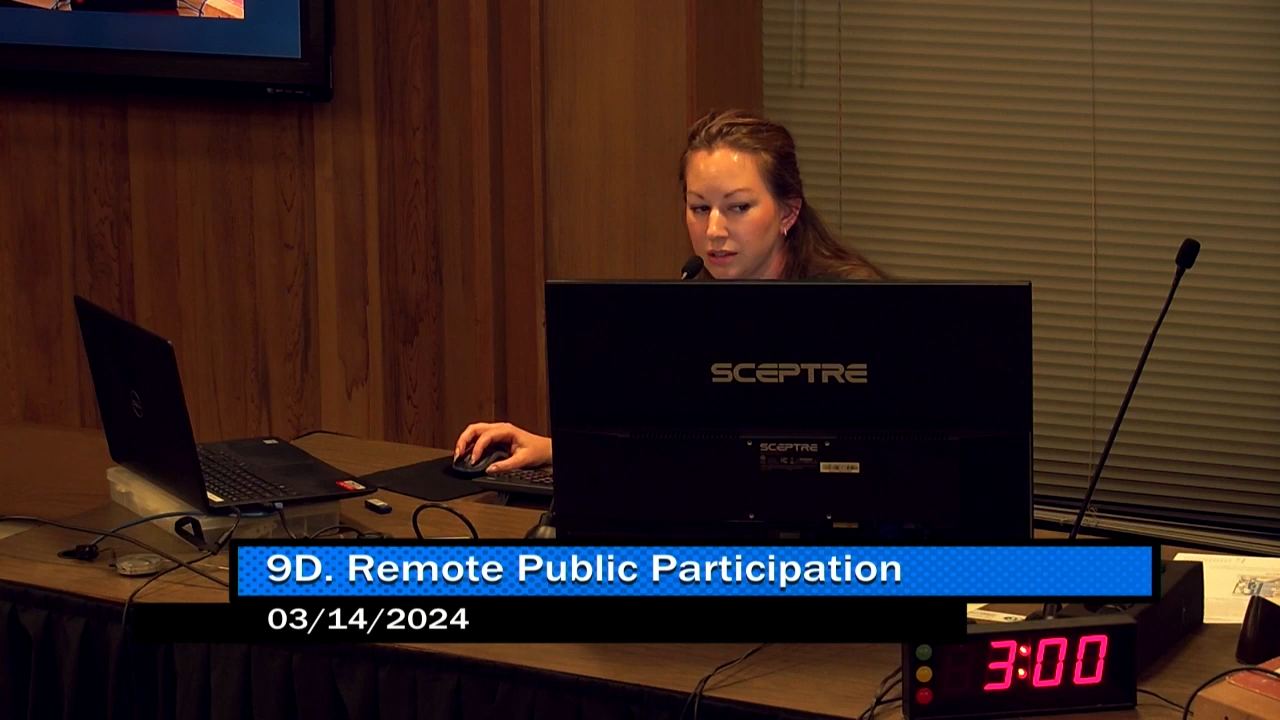 SCEPTRE
SCEPTRE
9D. Remote Public Participation
03/14/2024
3:00